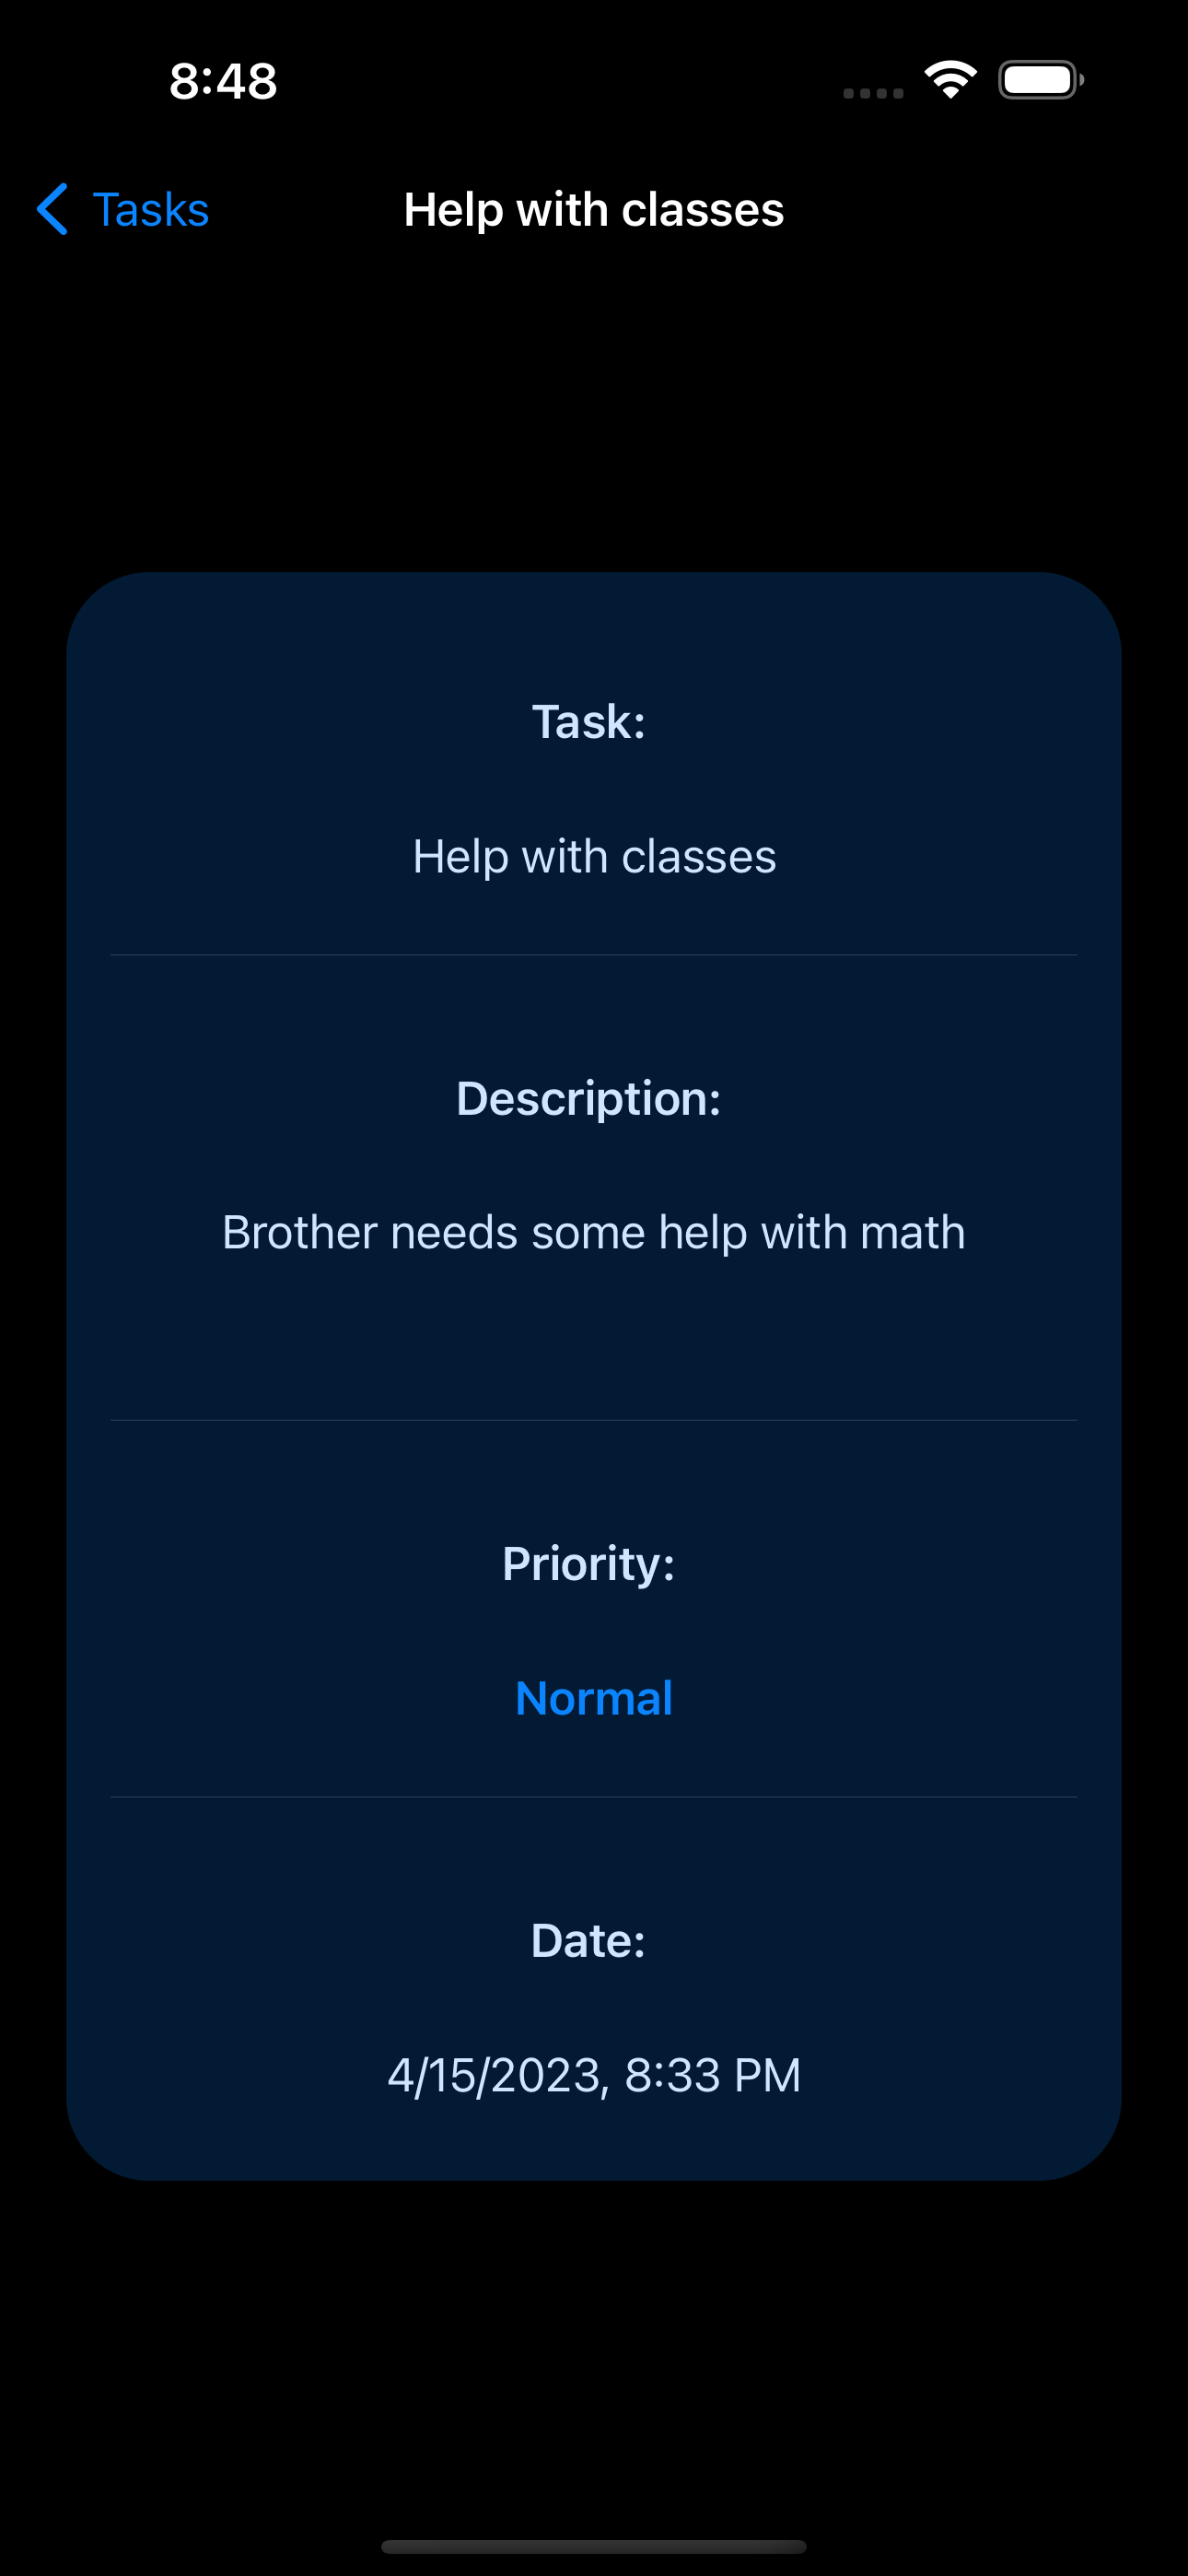 8:48
Tasks
Help with classes
Task:
Help with classes
Description:
Brother needs some help with math
Priority:
Normal
Date:
4/15/2023, 8:33 PM